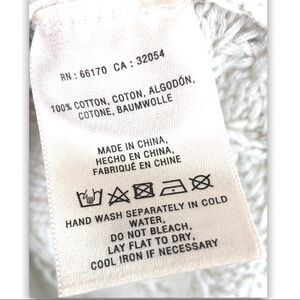 RN : 66170 CA : 32054
100% COTTON, COTON, ALGODÓN,
COTONE, BAUMWOLLE
MADE IN CHINA,
HECHO EN CHINA,
FABRIQUÉ EN CHINE
HAND WASH SEPARATELY IN COLD
WATER,
DO NOT BLEACH,
LAY FLAT TO DRY,
COOL IRON IF NECESSARY